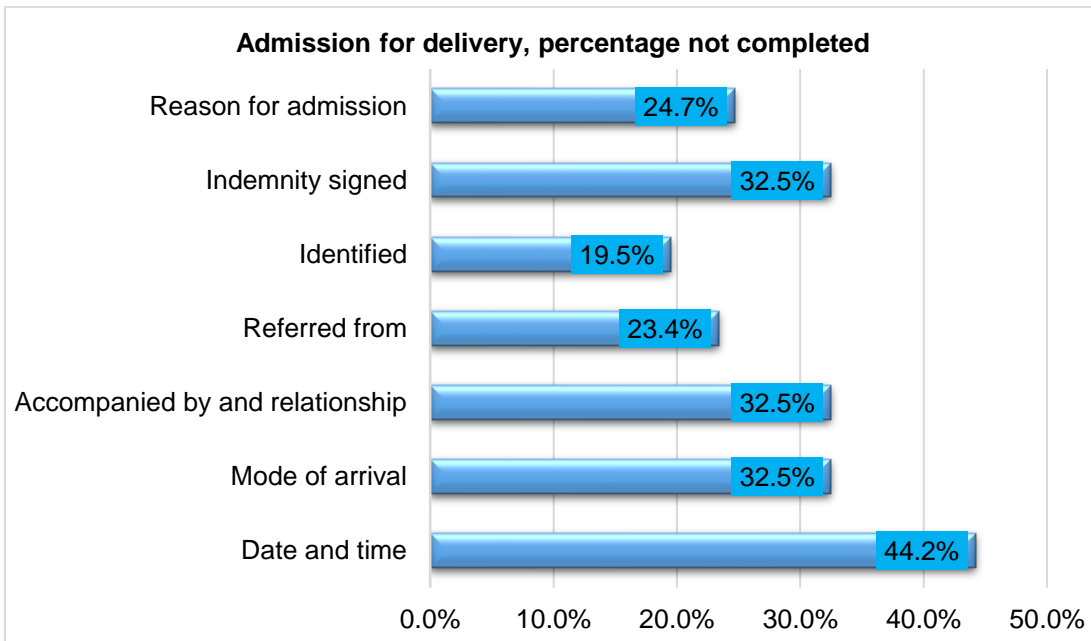 Admission for delivery, percentage not completed
Reason for admission 24.7%
Indemnity signed 32.5%
Identified 19.5%
Referred from 23.4%
Accompanied by and relationship 32.5%
Mode of arrival 32.5%
Date and time 44.2%
0.0% 10.0% 20.0% 30.0% 40.0% 50.0%